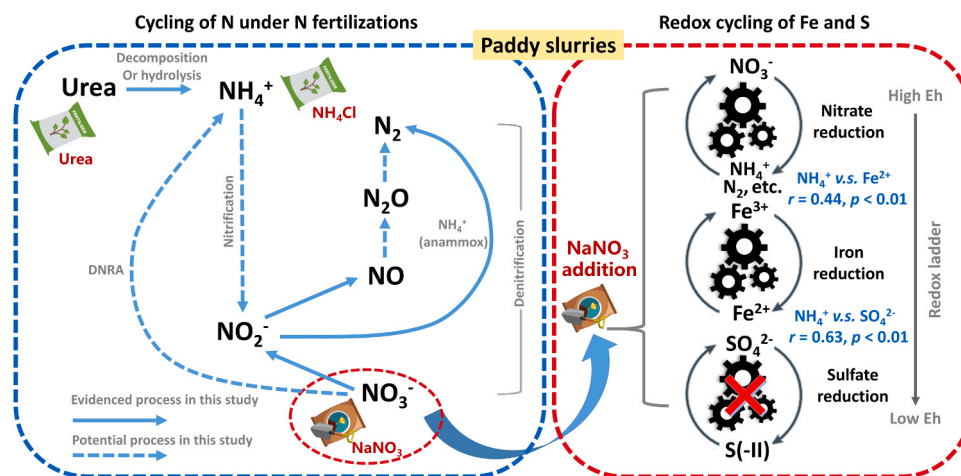 Cycling of N under N fertilizations
Redox cycling of Fe and S
Paddy slurries
Decomposition
Or hydrolysis
Urea
NH₄⁺
FERTILIZER
Urea
NH₄Cl
N₂
N₂O
NO
NO₂⁻
NO₃⁻
NaNO₃
Nitrification
DNRA
NH₄⁺
(anammox)
Denitrification
Evidenced process in this study
Potential process in this study
NaNO₃
addition
NO₃⁻
Nitrate
reduction
NH₄⁺
N₂, etc.
NH₄⁺ v.s. Fe²⁺
r = 0.44, p < 0.01
Fe³⁺
Iron
reduction
Fe²⁺
NH₄⁺ v.s. SO₄²⁻
r = 0.63, p < 0.01
SO₄²⁻
Sulfate
reduction
S(-II)
High Eh
Redox ladder
Low Eh